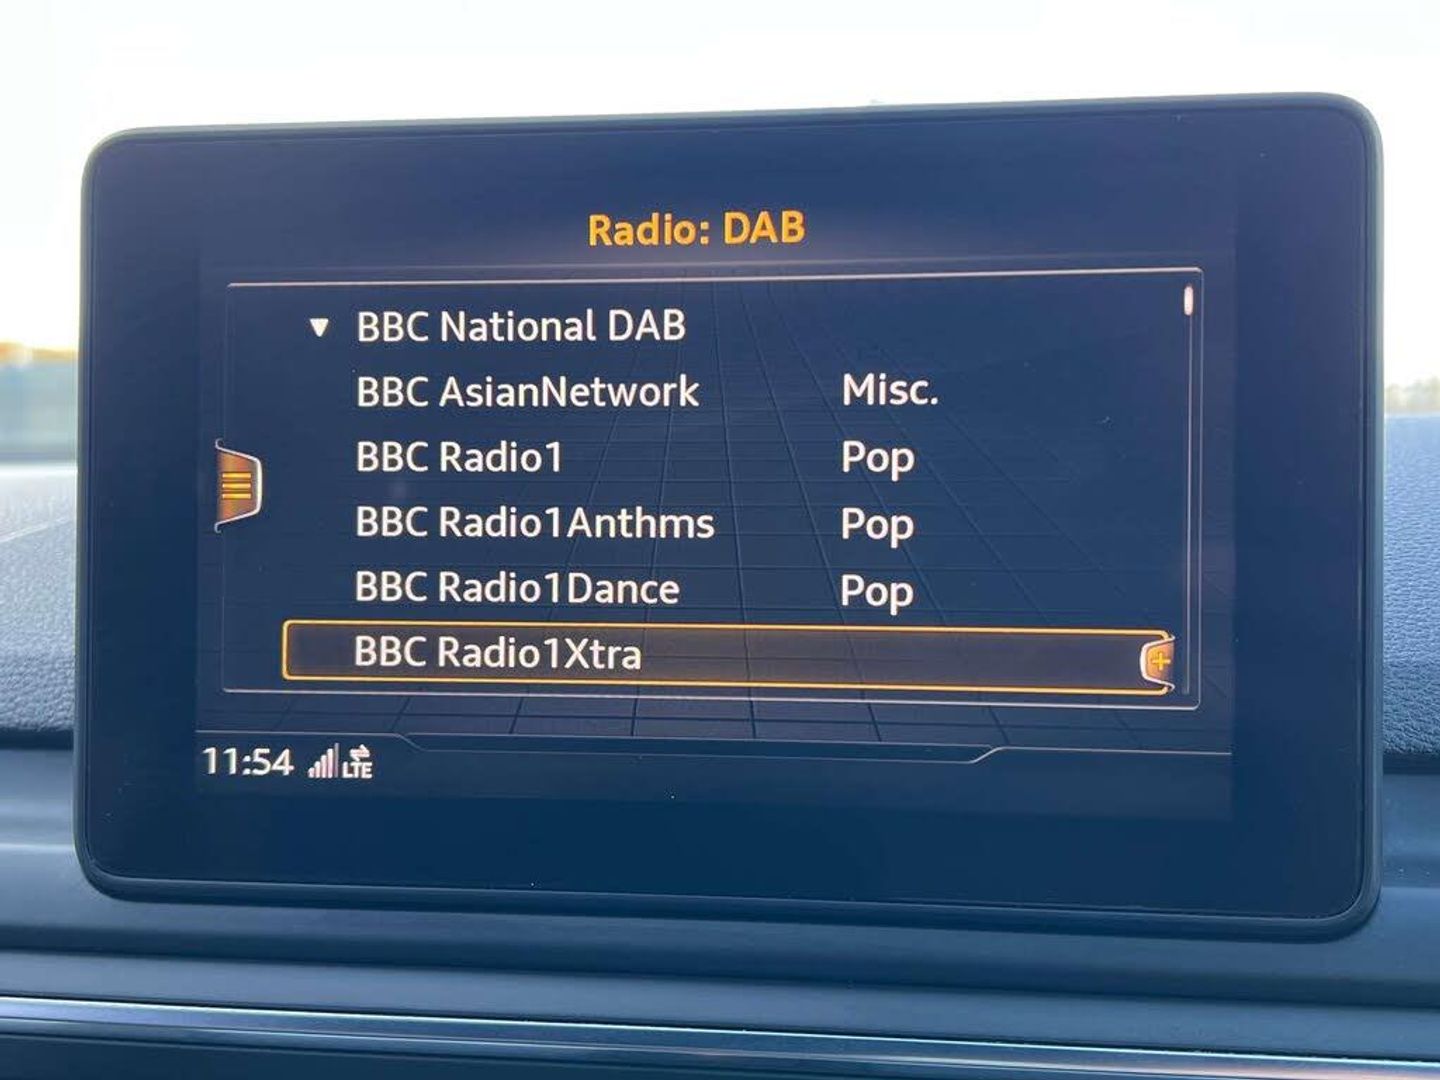 Radio: DAB
BBC National DAB
BBC AsianNetwork Misc.
BBC Radio1 Pop
BBC Radio1Anthms Pop
BBC Radio1Dance Pop
BBC Radio1Xtra
11:54 LTE